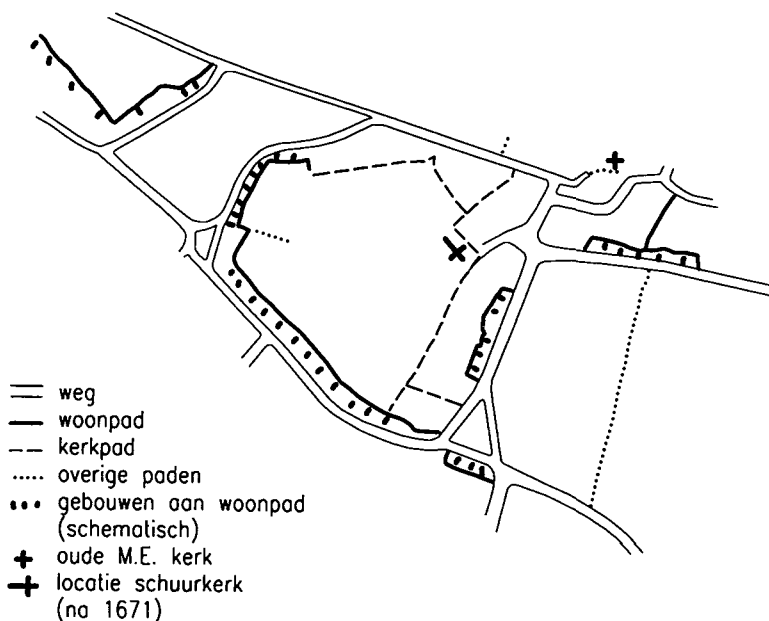 weg
woonpad
kerkpad
overige paden
gebouwen aan woonpad
(schematisch)
oude M.E. kerk
locatie schuurkerk
(na 1671)